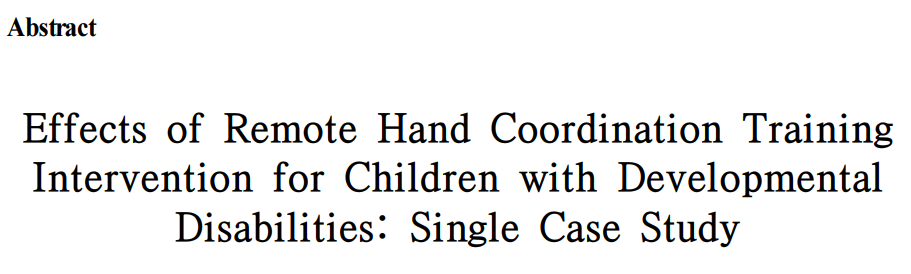 Abstract
Effects of Remote Hand Coordination Training
Intervention for Children with Developmental
Disabilities: Single Case Study